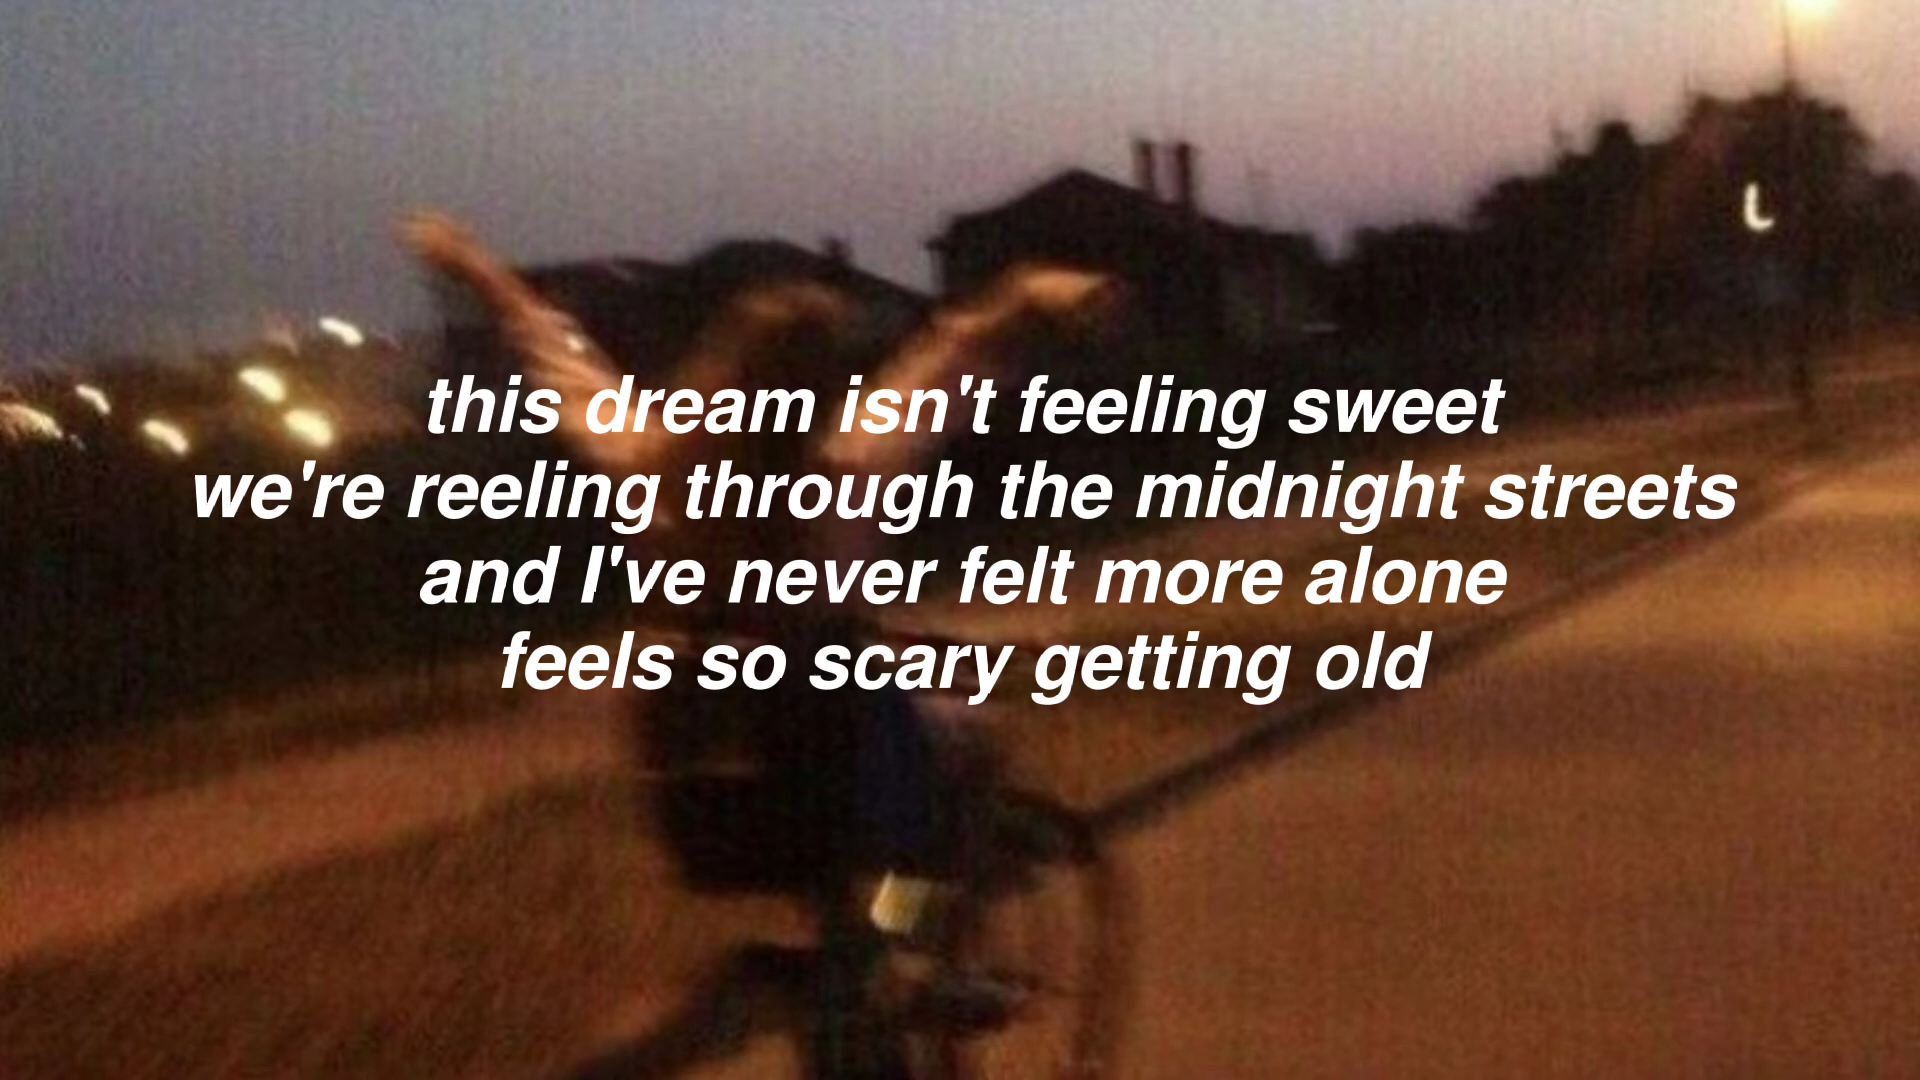 this dream isn't feeling sweet
we're reeling through the midnight streets
and I've never felt more alone
feels so scary getting old